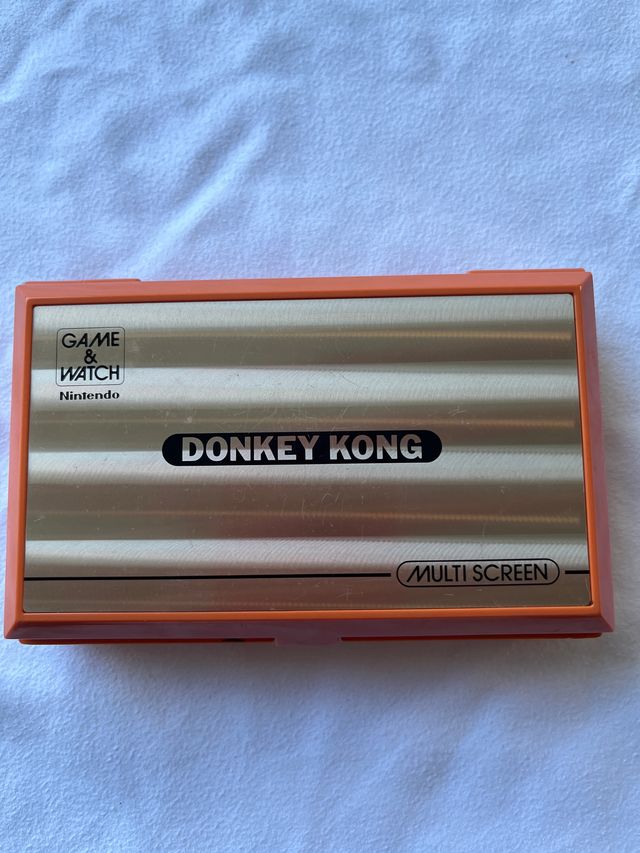 GAME
&
WATCH
Nintendo
DONKEY KONG
MULTI SCREEN